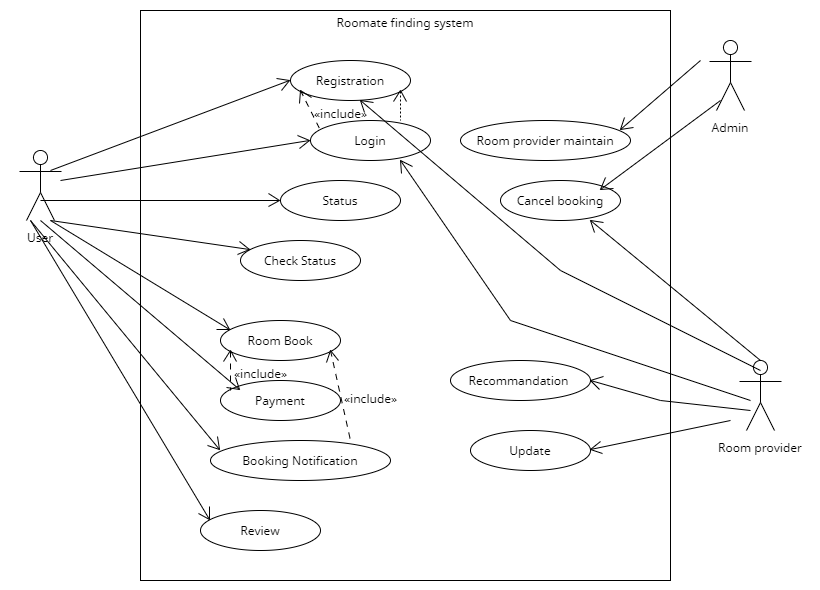 Roomate finding system
Registration
«include»
Login
Room provider maintain
Admin
Status
Cancel booking
User
Check Status
Room Book
«include»
Recommandation
Payment
«include»
Update
Room provider
Booking Notification
Review